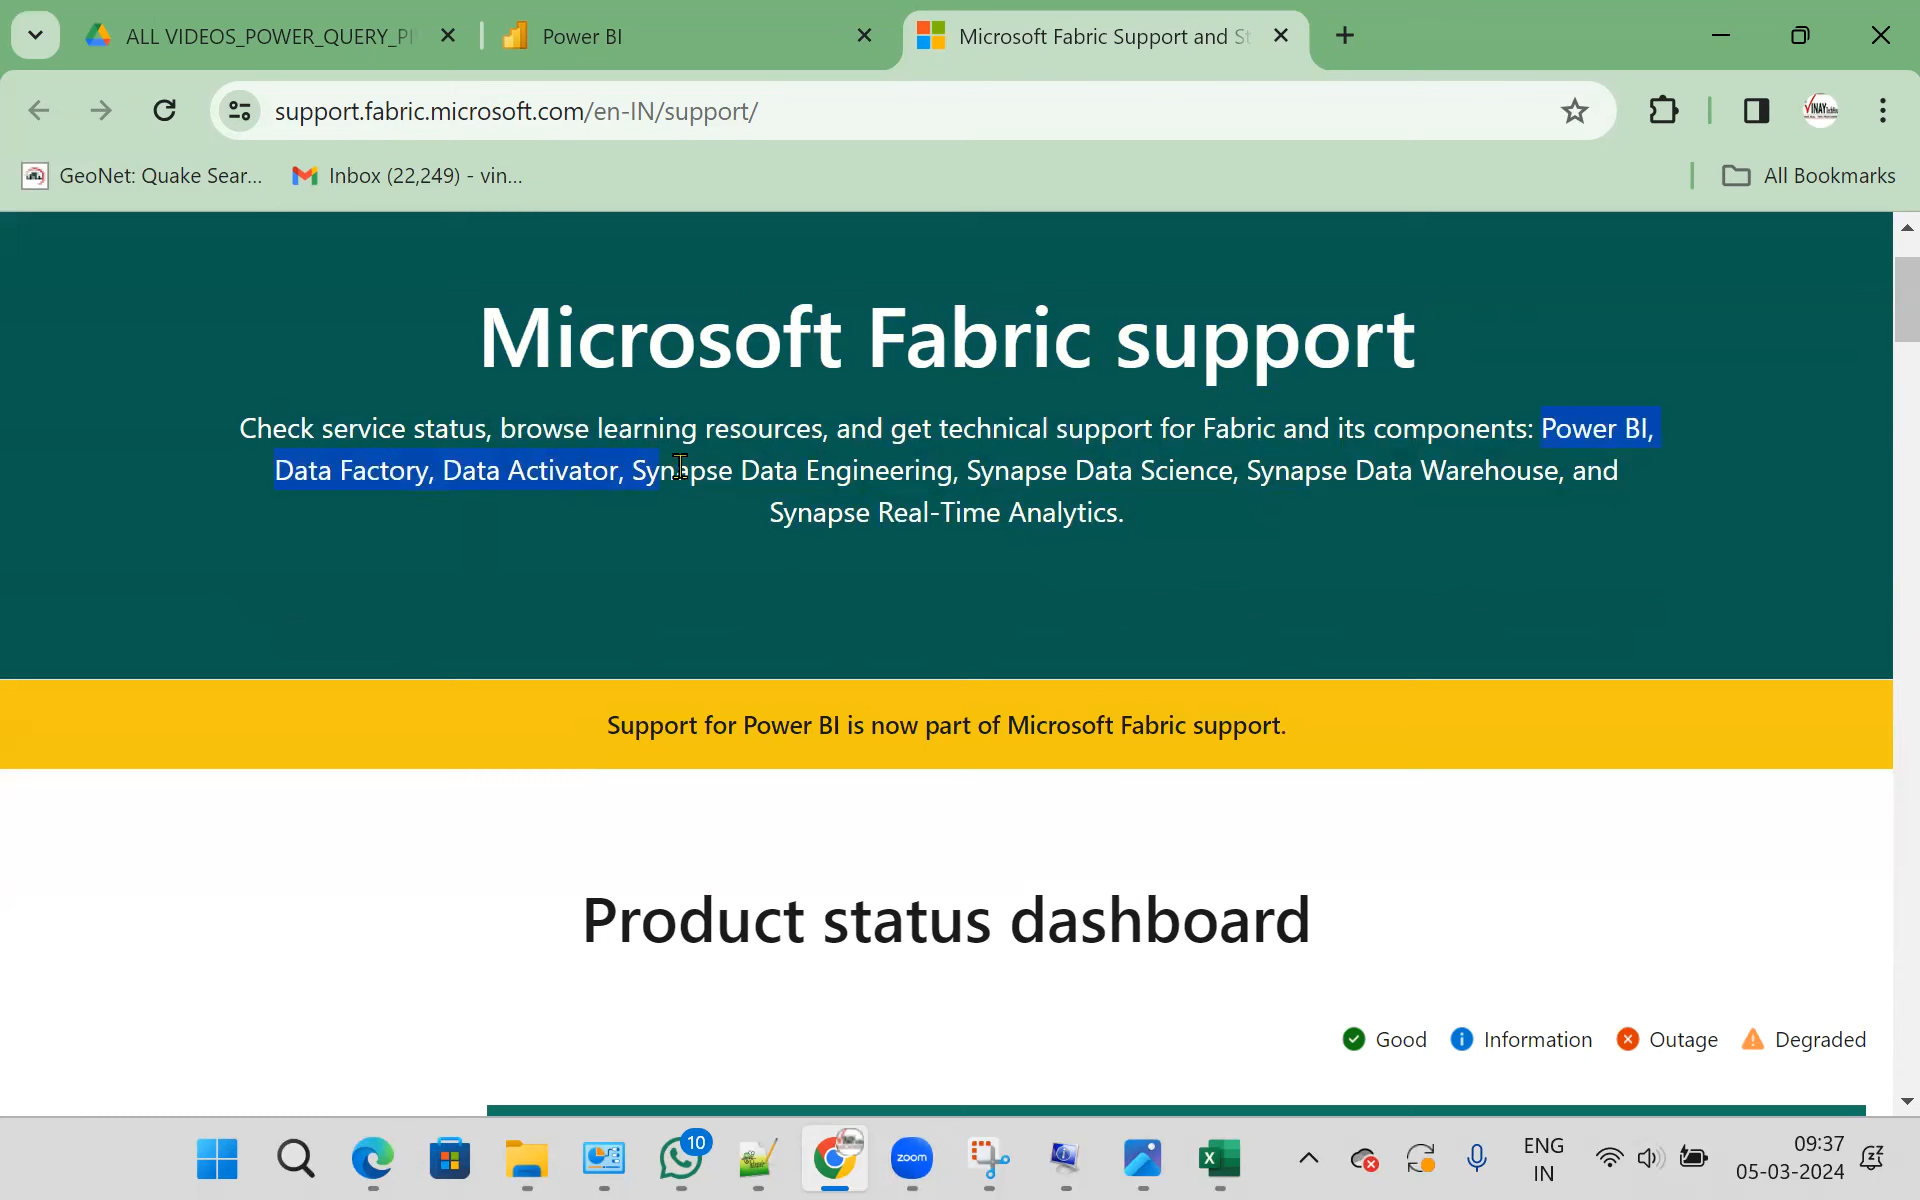 ALL VIDEOS_POWER_QUERY_PI
Power BI
Microsoft Fabric Support and St
support.fabric.microsoft.com/en-IN/support/
GeoNet: Quake Sear...
Inbox (22,249) - vin...
All Bookmarks
Microsoft Fabric support
Check service status, browse learning resources, and get technical support for Fabric and its components: Power BI,
Data Factory, Data Activator, Synapse Data Engineering, Synapse Data Science, Synapse Data Warehouse, and
Synapse Real-Time Analytics.
Support for Power BI is now part of Microsoft Fabric support.
Product status dashboard
Good Information Outage Degraded
10
zoom
ENG
IN
09:37
05-03-2024